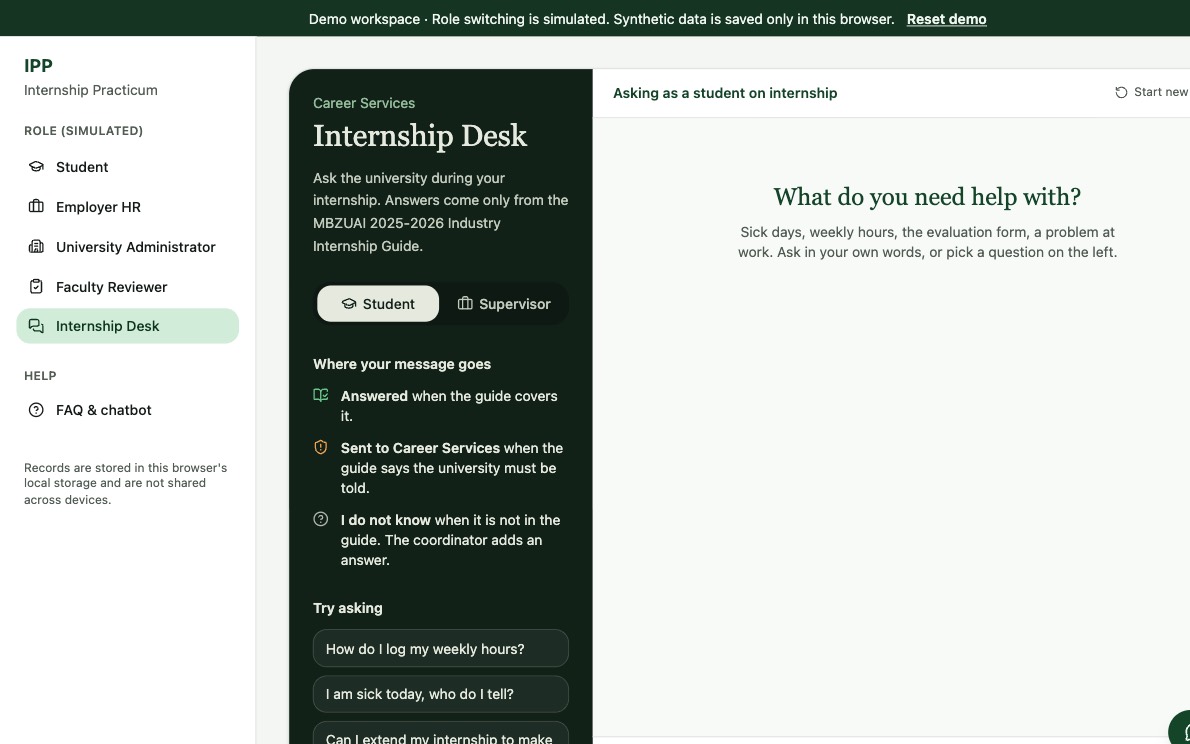 Demo workspace · Role switching is simulated. Synthetic data is saved only in this browser. Reset demo
IPP
Internship Practicum
ROLE (SIMULATED)
Student
Employer HR
University Administrator
Faculty Reviewer
Internship Desk
HELP
FAQ & chatbot
Records are stored in this browser's
local storage and are not shared
across devices.
Career Services
Internship Desk
Ask the university during your
internship. Answers come only from the
MBZUAI 2025-2026 Industry
Internship Guide.
Student
Supervisor
Where your message goes
Answered when the guide covers
it.
Sent to Career Services when the
guide says the university must be
told.
I do not know when it is not in the
guide. The coordinator adds an
answer.
Try asking
How do I log my weekly hours?
I am sick today, who do I tell?
Can I extend my internship to make
Asking as a student on internship
Start new
What do you need help with?
Sick days, weekly hours, the evaluation form, a problem at
work. Ask in your own words, or pick a question on the left.